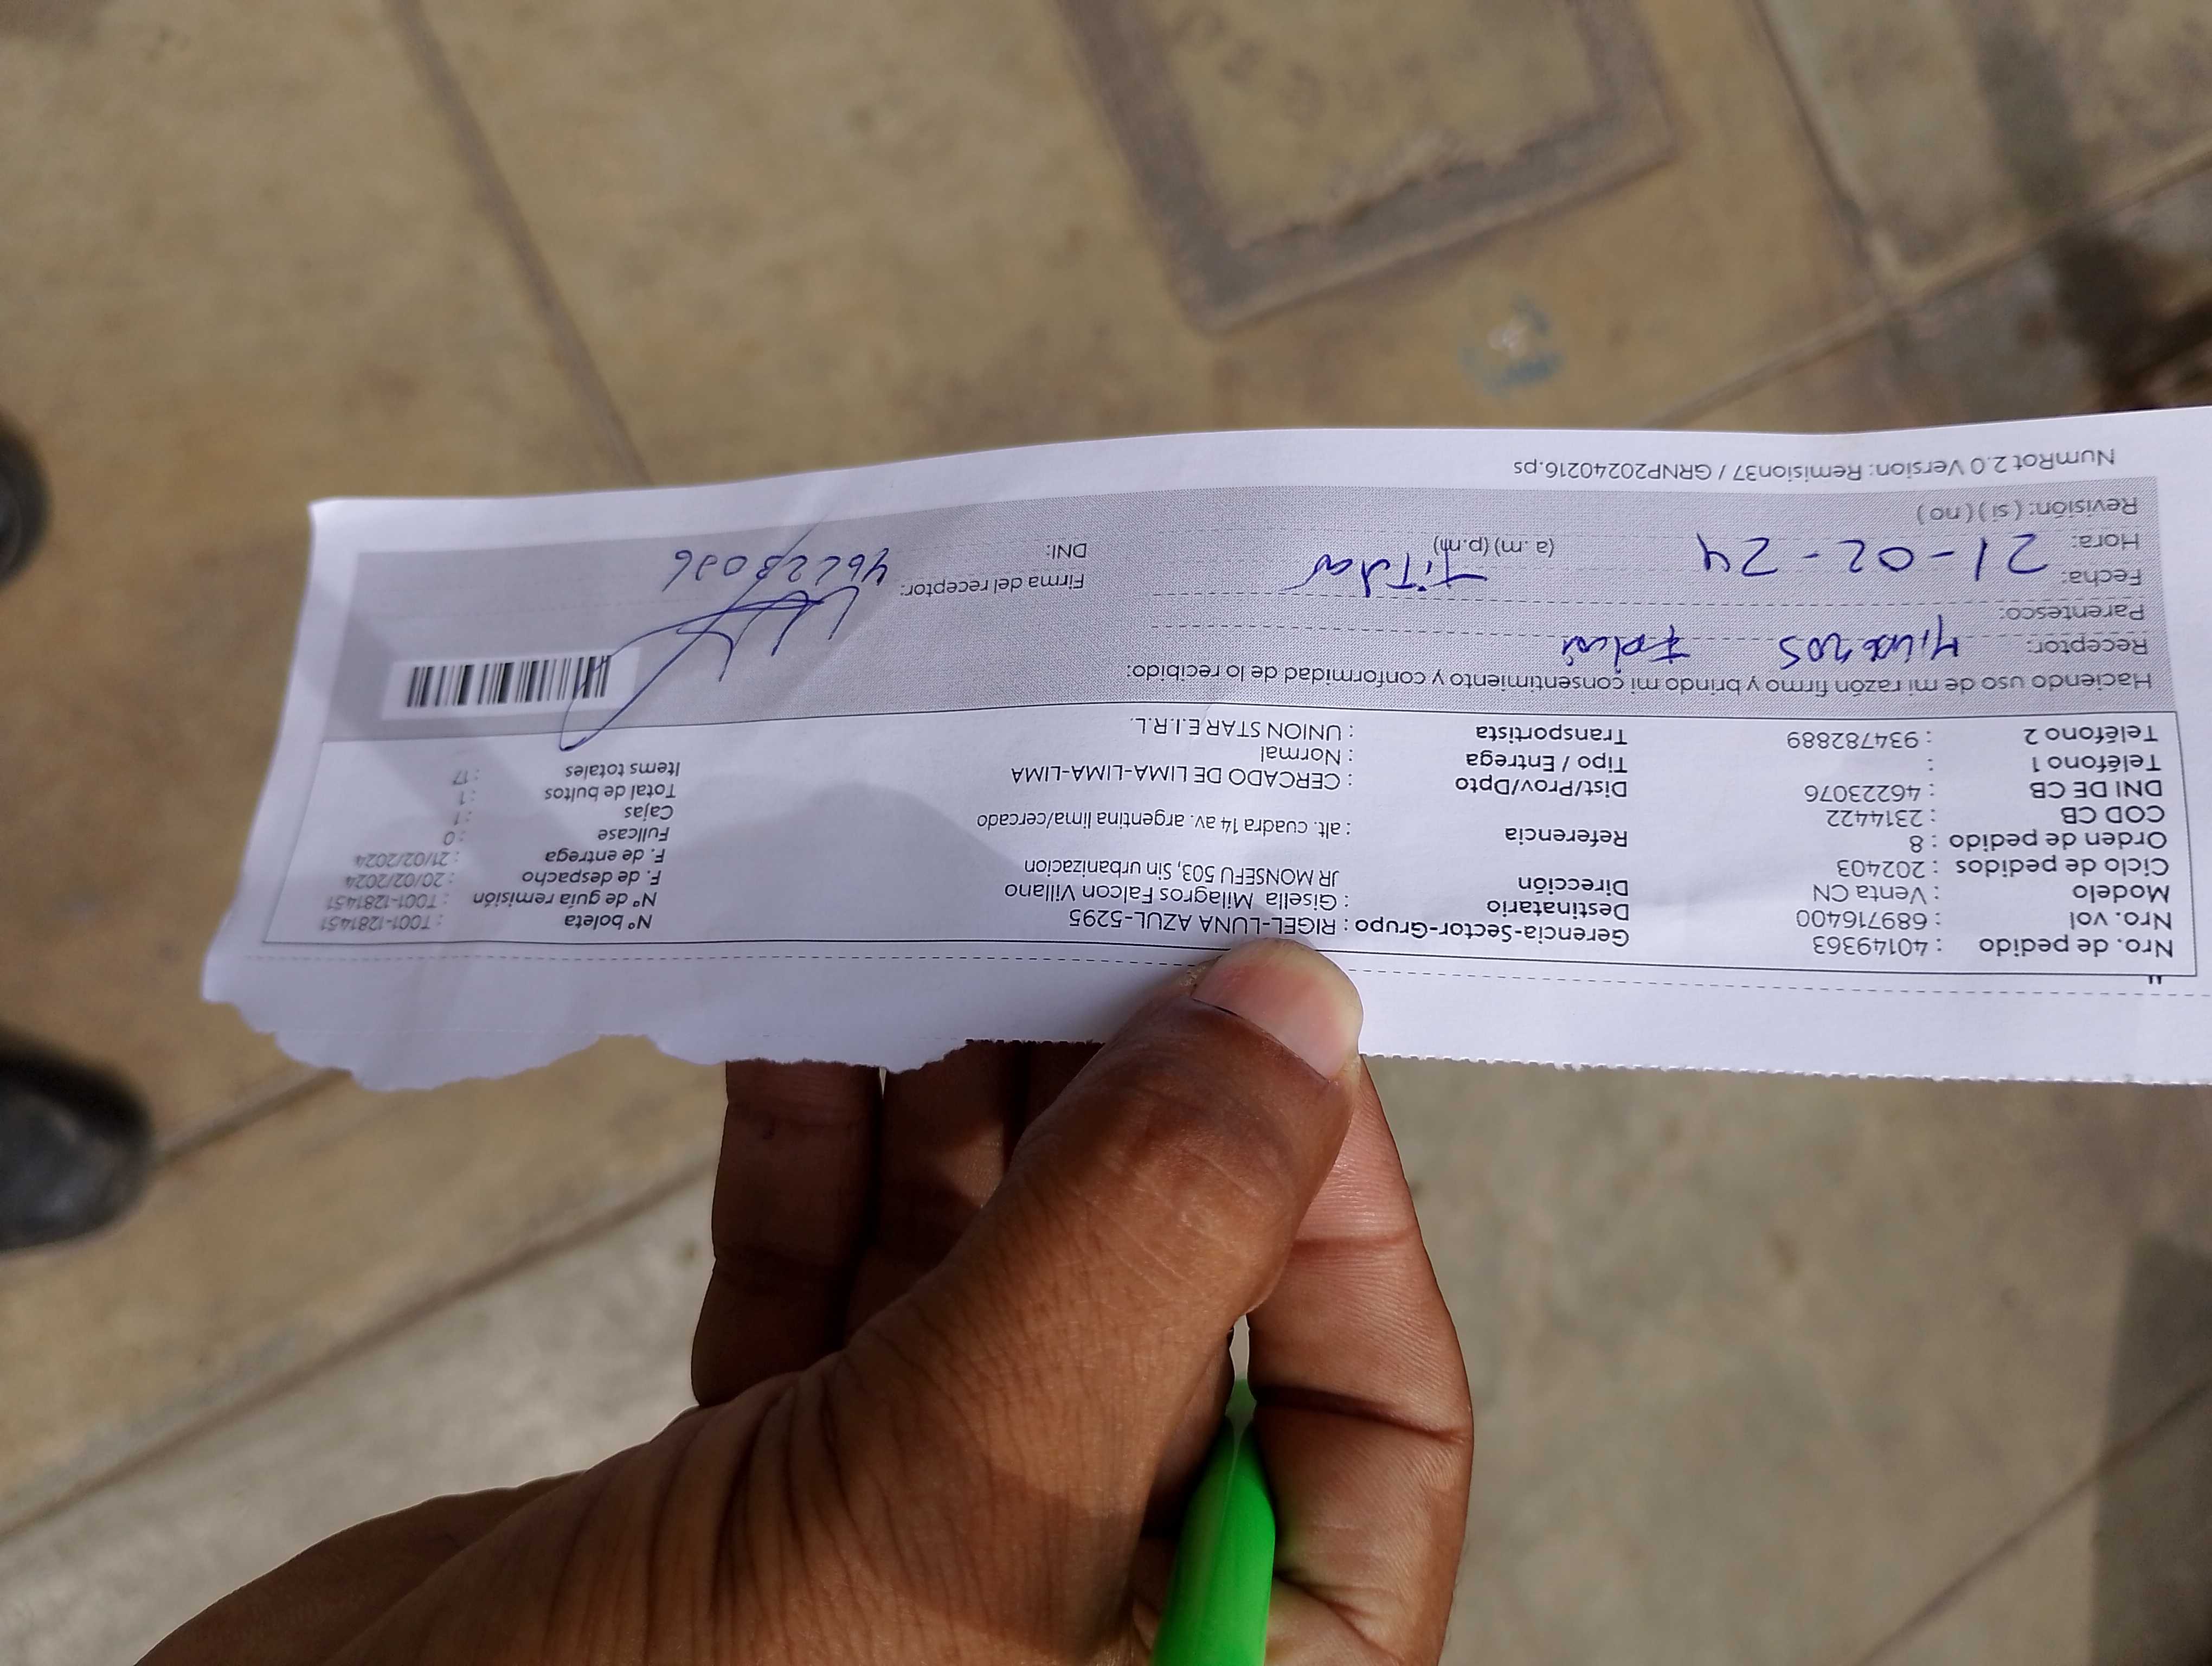 Nro. de pedido : 40149363
Nro. vol : 689716400
Modelo : Venta CN
Ciclo de pedidos : 202403
Orden de pedido : 8
COD CB : 2314422
DNI DE CB : 46223076
Teléfono 1 :
Teléfono 2 : 934782889
Gerencia-Sector-Grupo : RIGEL-LUNA AZUL-5295
Destinatario : Gisella Milagros Falcon Villano
Dirección JR MONSEFU 503, Sin urbanizacion
Referencia : alt. cuadra 14 av. argentina lima/cercado
Dist/Prov/Dpto : CERCADO DE LIMA-LIMA-LIMA
Tipo / Entrega : Normal
Transportista : UNION STAR E.I.R.L.
N° boleta : T001-1281451
N° de guía remisión : T001-1281451
F. de despacho : 20/02/2024
F. de entrega : 21/02/2024
Fullcase : 0
Cajas : 1
Total de bultos : 1
Items totales : 17
Haciendo uso de mi razón firmo y brindo mi consentimiento y conformidad de lo recibido:
Receptor: Milagros
Parentesco: Titular
Fecha: 21-02-24
Hora: (a.m) (p.m)
Revisión: ( si ) ( no )
Firma del receptor:
DNI:
NumRot 2.0 Version: Remision37 / GRNP20240216.ps